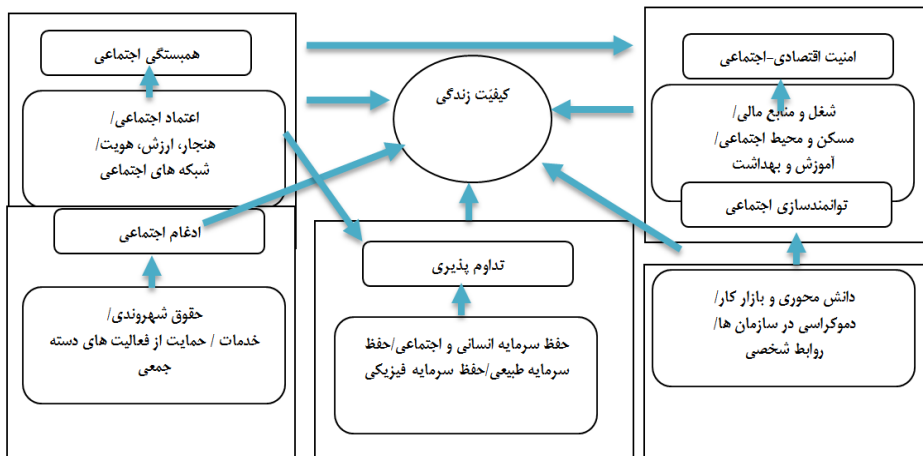 همبستگی اجتماعی
اعتماد اجتماعی/
هنجار، ارزش، هویت/
شبکه های اجتماعی
ادغام اجتماعی
حقوق شهروندی/
خدمات / حمایت از فعالیت های دسته
جمعی
کیفیّت زندگی
تداوم پذیری
حفظ سرمایه انسانی و اجتماعی/حفظ
سرمایه طبیعی/حفظ سرمایه فیزیکی
امنیت اقتصادی-اجتماعی
شغل و منابع مالی/
مسکن و محیط اجتماعی/
آموزش و بهداشت
توانمندسازی اجتماعی
دانش محوری و بازار کار/
دموکراسی در سازمان ها/
روابط شخصی